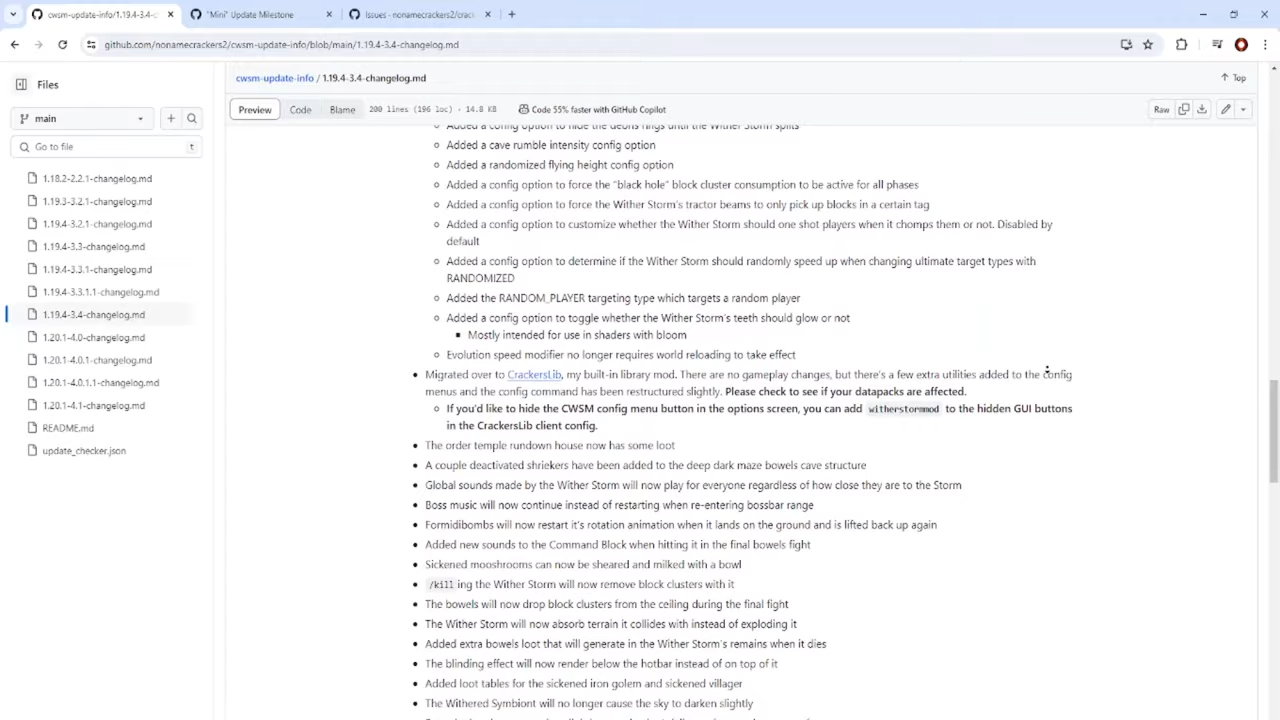 cwsm-update-info/1.19.4-3.4-c
"Mini" Update Milestone
Issues · nonamecrackers2/crac
github.com/nonamecrackers2/cwsm-update-info/blob/main/1.19.4-3.4-changelog.md
Files
cwsm-update-info / 1.19.4-3.4-changelog.md
Top
main
Preview Code Blame 200 lines (196 loc) · 14.8 KB Code 55% faster with GitHub Copilot Raw
Go to file t
1.18.2-2.2.1-changelog.md
1.19.3-3.2.1-changelog.md
1.19.4-3.2.1-changelog.md
1.19.4-3.3-changelog.md
1.19.4-3.3.1-changelog.md
1.19.4-3.3.1.1-changelog.md
1.19.4-3.4-changelog.md
1.20.1-4.0-changelog.md
1.20.1-4.0.1-changelog.md
1.20.1-4.0.1.1-changelog.md
1.20.1-4.1-changelog.md
README.md
update_checker.json
Added a config option to hide the debris rings until the Wither Storm splits
Added a cave rumble intensity config option
Added a randomized flying height config option
Added a config option to force the "black hole" block cluster consumption to be active for all phases
Added a config option to force the Wither Storm's tractor beams to only pick up blocks in a certain tag
Added a config option to customize whether the Wither Storm should one shot players when it chomps them or not. Disabled by
default
Added a config option to determine if the Wither Storm should randomly speed up when changing ultimate target types with
RANDOMIZED
Added the RANDOM_PLAYER targeting type which targets a random player
Added a config option to toggle whether the Wither Storm's teeth should glow or not
Mostly intended for use in shaders with bloom
Evolution speed modifier no longer requires world reloading to take effect
Migrated over to CrackersLib, my built-in library mod. There are no gameplay changes, but there's a few extra utilities added to the config
menus and the config command has been restructured slightly. Please check to see if your datapacks are affected.
If you'd like to hide the CWSM config menu button in the options screen, you can add witherstormmod to the hidden GUI buttons
in the CrackersLib client config.
The order temple rundown house now has some loot
A couple deactivated shriekers have been added to the deep dark maze bowels cave structure
Global sounds made by the Wither Storm will now play for everyone regardless of how close they are to the Storm
Boss music will now continue instead of restarting when re-entering bossbar range
Formidibombs will now restart it's rotation animation when it lands on the ground and is lifted back up again
Added new sounds to the Command Block when hitting it in the final bowels fight
Sickened mooshrooms can now be sheared and milked with a bowl
/kill ing the Wither Storm will now remove block clusters with it
The bowels will now drop block clusters from the ceiling during the final fight
The Wither Storm will now absorb terrain it collides with instead of exploding it
Added extra bowels loot that will generate in the Wither Storm's remains when it dies
The blinding effect will now render below the hotbar instead of on top of it
Added loot tables for the sickened iron golem and sickened villager
The Withered Symbiont will no longer cause the sky to darken slightly